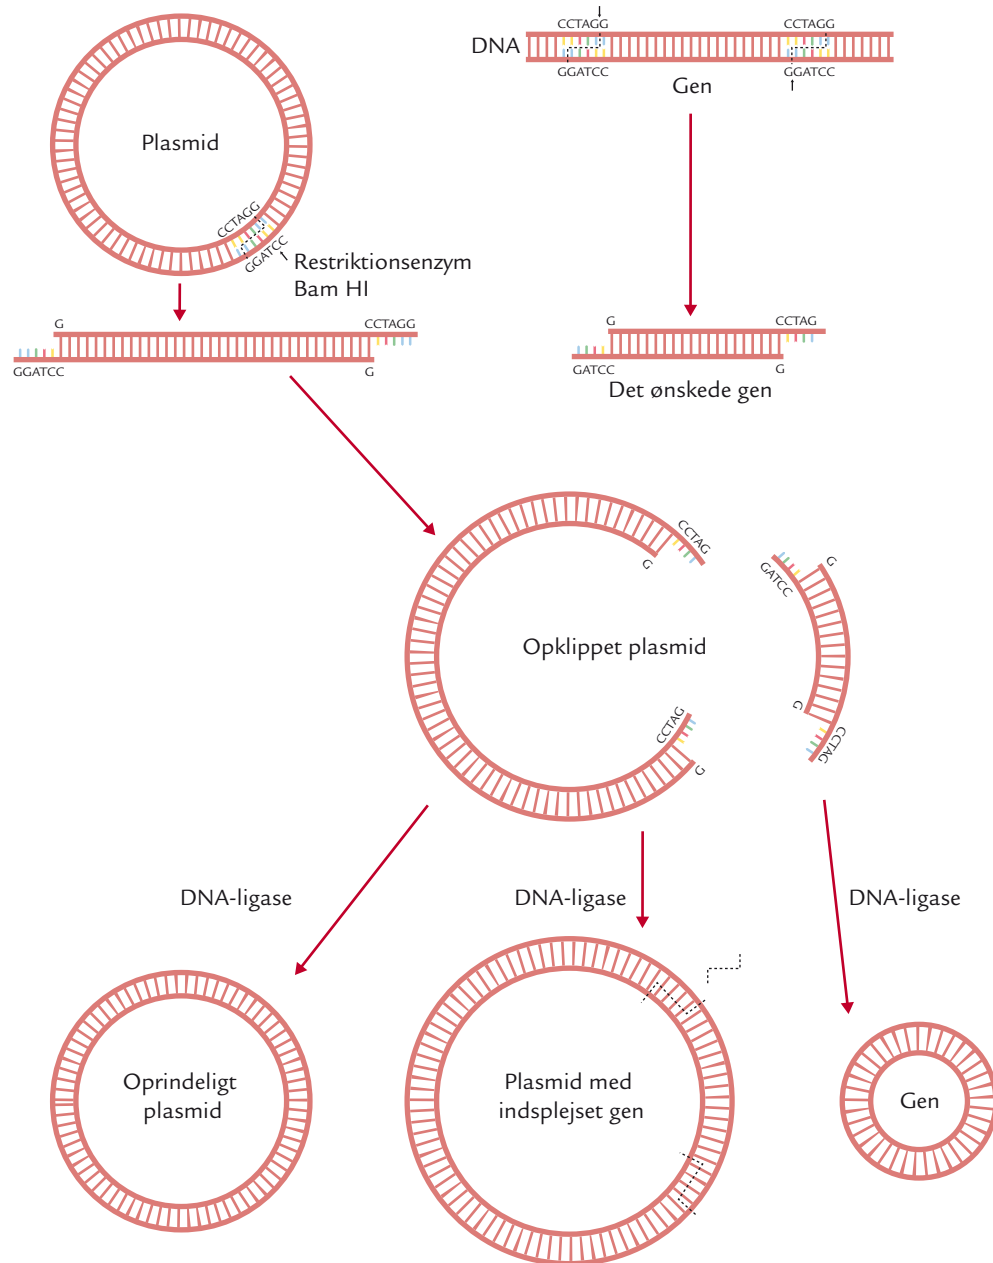 CCTAGG
CCTAGG
DNA
GGATCC
GGATCC
Gen
Plasmid
CCTAGG
GGATCC
Restriktionsenzym
Bam HI
G
CCTAGG
GGATCC
G
G
CCTAG
GATCC
G
Det ønskede gen
CCTAG
G
G
GATCC
Opklippet plasmid
CCTAG
G
G
CCTAG
DNA-ligase
DNA-ligase
DNA-ligase
Oprindeligt
plasmid
Plasmid med
indsplejset gen
Gen